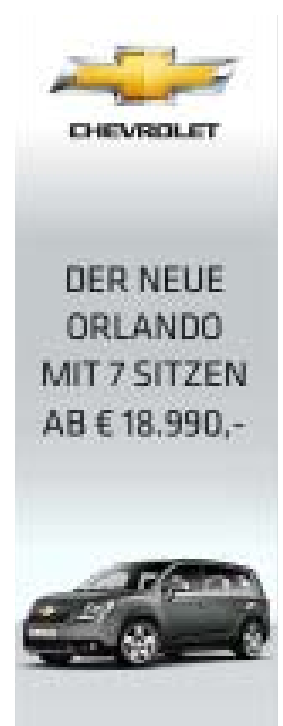 CHEVROLET
DER NEUE
ORLANDO
MIT 7 SITZEN
AB € 18.990,-